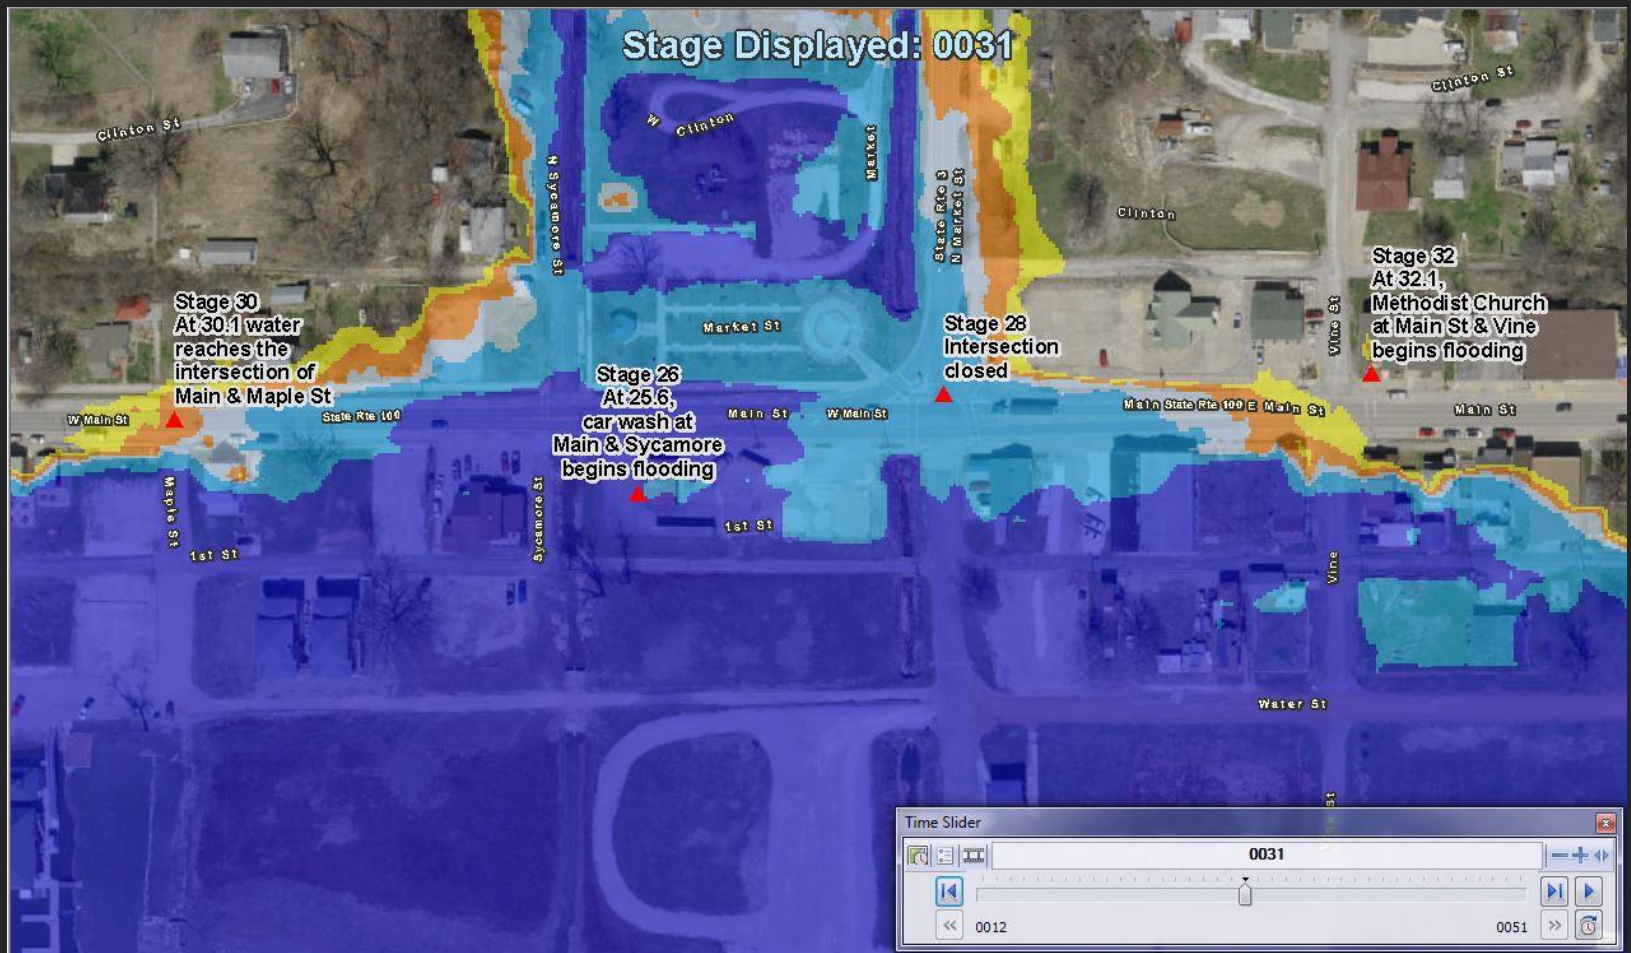 Stage Displayed: 0031
Clinton St
Clinton St
W Clinton
Market
N Sycamore St
State Rte 3
N Market St
Clinton
Stage 30
At 30.1 water
reaches the
intersection of
Main & Maple St
Market St
Stage 28
Intersection
closed
Stage 32
At 32.1,
Methodist Church
at Main St & Vine
begins flooding
Vine St
Stage 26
At 25.6,
car wash at
Main & Sycamore
begins flooding
W Main St
State Rte 100
Main St
W Main St
Main State Rte 100 E Main St
Main St
Maple St
Sycamore St
1st St
1st St
Vine
Water St
Time Slider
0031
0012
0051